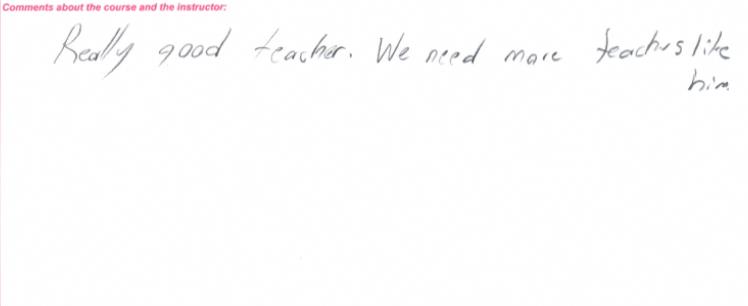 Comments about the course and the instructor:
Really good teacher. We need more teachers like
him